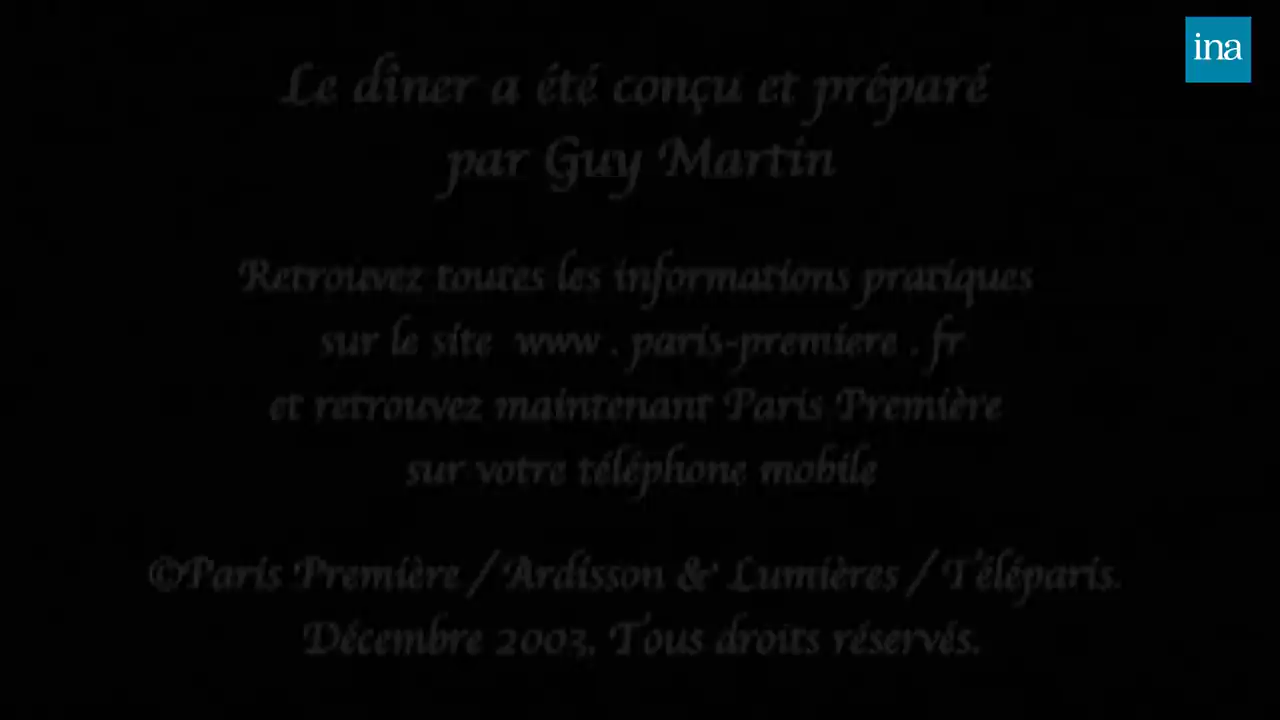 ina
Le dîner a été conçu et préparé
par Guy Martin
Retrouvez toutes les informations pratiques
sur le site www . paris-premiere . fr
et retrouvez maintenant Paris Première
sur votre téléphone mobile
©Paris Première / Ardisson & Lumières / Téléparis.
Décembre 2003. Tous droits réservés.